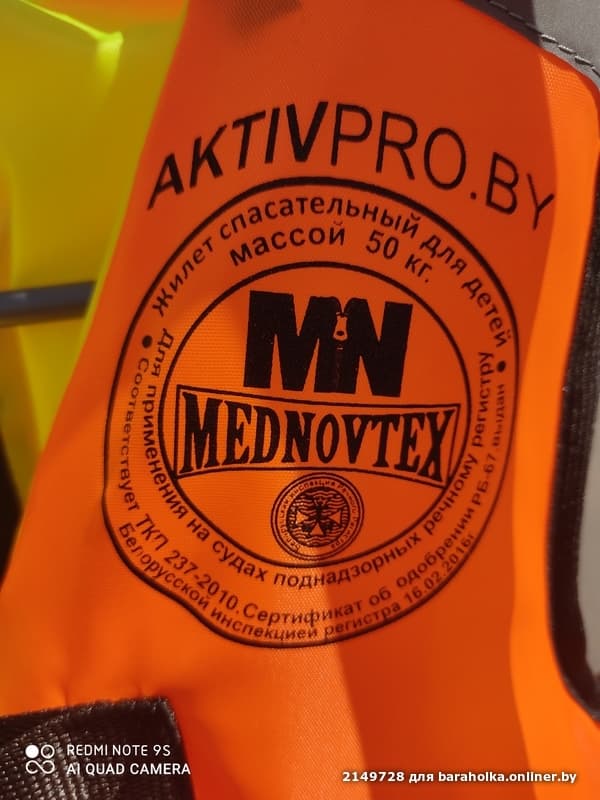 AKTIVPRO.BY
Жилет спасательный для детей
массой 50 кг.
MN
MEDNOVTEX
Для применения на судах поднадзорных речному регистру
Соответствует ТКП 237-2010. Сертификат об одобрении РБ-67. выдан
Белорусской инспекцией регистра 16.02.2016г
REDMI NOTE 9S
AI QUAD CAMERA
2149728 для baraholka.onliner.by